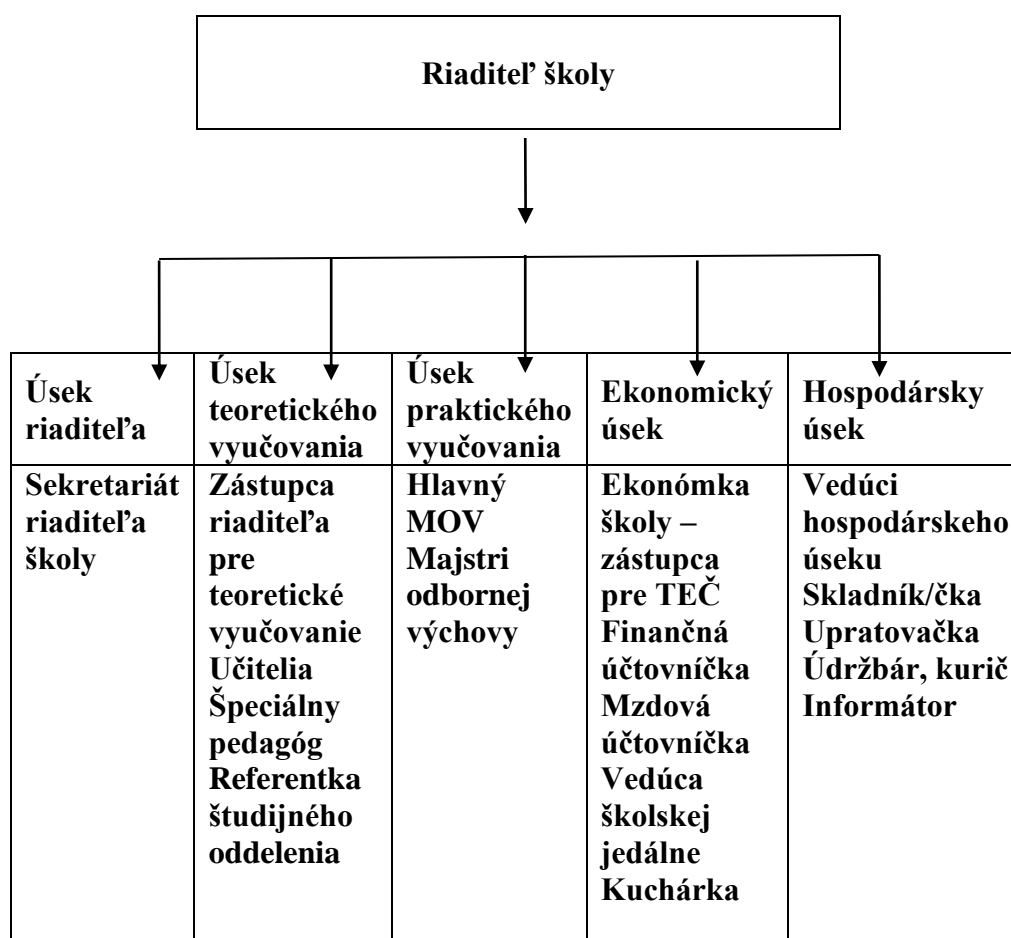 Riaditeľ školy
Úsek
riaditeľa
Úsek
teoretického
vyučovania
Úsek
praktického
vyučovania
Ekonomický
úsek
Hospodársky
úsek
Sekretariát
riaditeľa
školy
Zástupca
riaditeľa
pre
teoretické
vyučovanie
Učitelia
Špeciálny
pedagóg
Referentka
študijného
oddelenia
Hlavný
MOV
Majstri
odbornej
výchovy
Ekonómka
školy –
zástupca
pre TEČ
Finančná
účtovníčka
Mzdová
účtovníčka
Vedúca
školskej
jedálne
Kuchárka
Vedúci
hospodárskeho
úseku
Skladník/čka
Upratovačka
Údržbár, kurič
Informátor